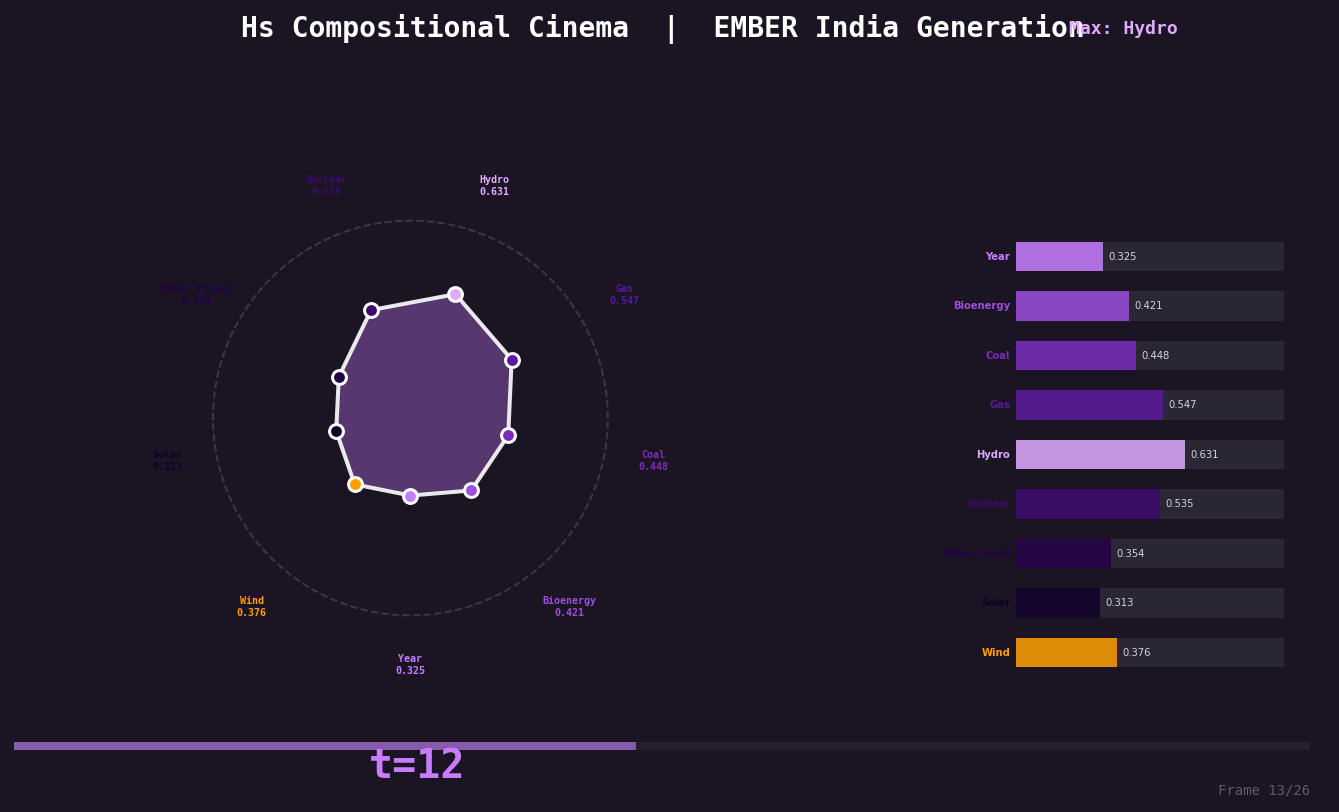 Hs Compositional Cinema | EMBER India Generation
Max: Hydro
Nuclear
0.535
Hydro
0.631
Other Fossil
0.354
Gas
0.547
Solar
0.313
Coal
0.448
Wind
0.376
Bioenergy
0.421
Year
0.325
Year 0.325
Bioenergy 0.421
Coal 0.448
Gas 0.547
Hydro 0.631
Nuclear 0.535
Other Fossil 0.354
Solar 0.313
Wind 0.376
t=12
Frame 13/26